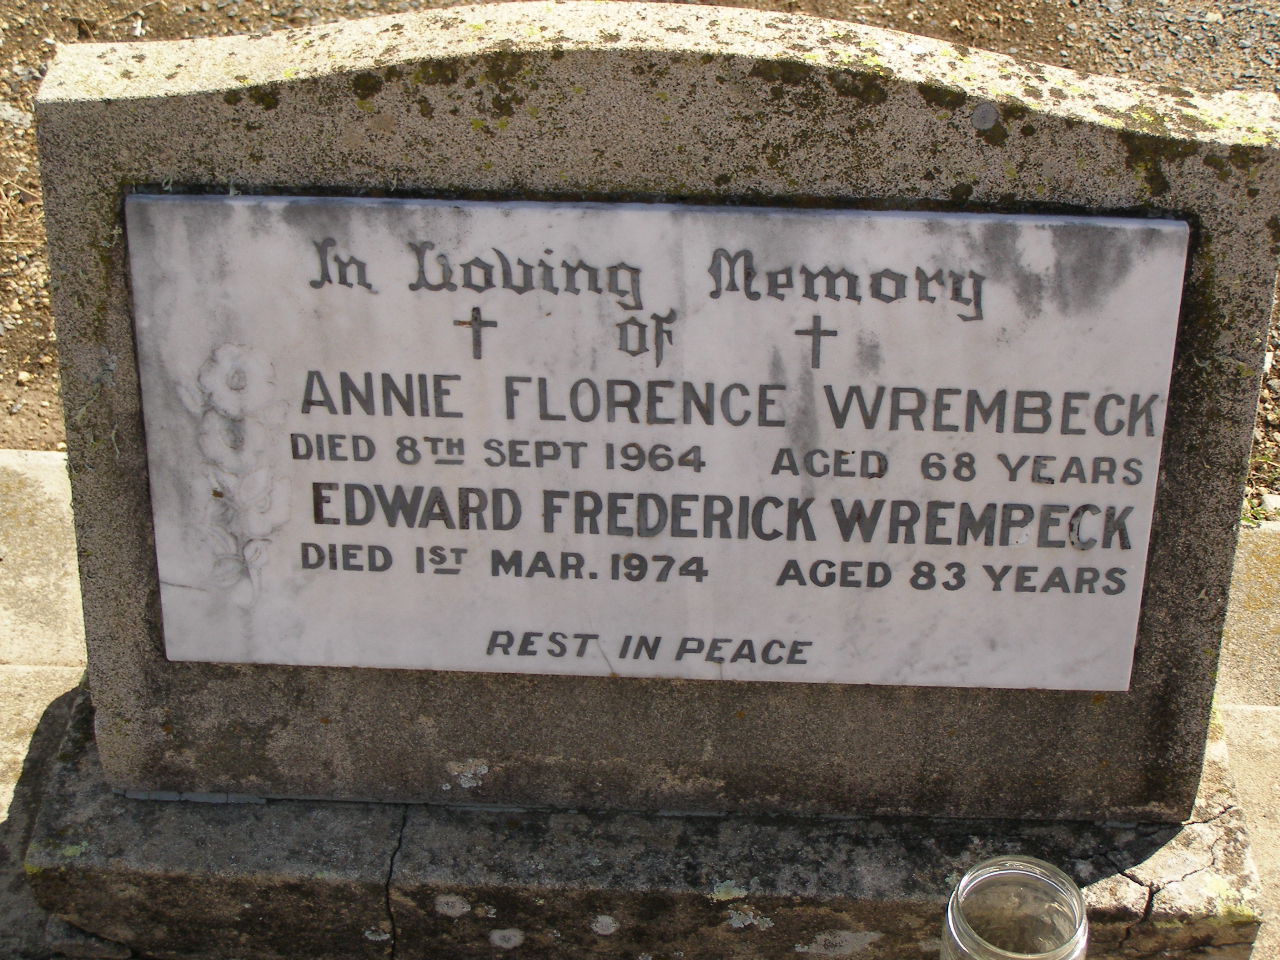 In Loving Memory
of
ANNIE FLORENCE WREMBECK
DIED 8TH SEPT 1964 AGED 68 YEARS
EDWARD FREDERICK WREMPECK
DIED 1ST MAR. 1974 AGED 83 YEARS
REST IN PEACE